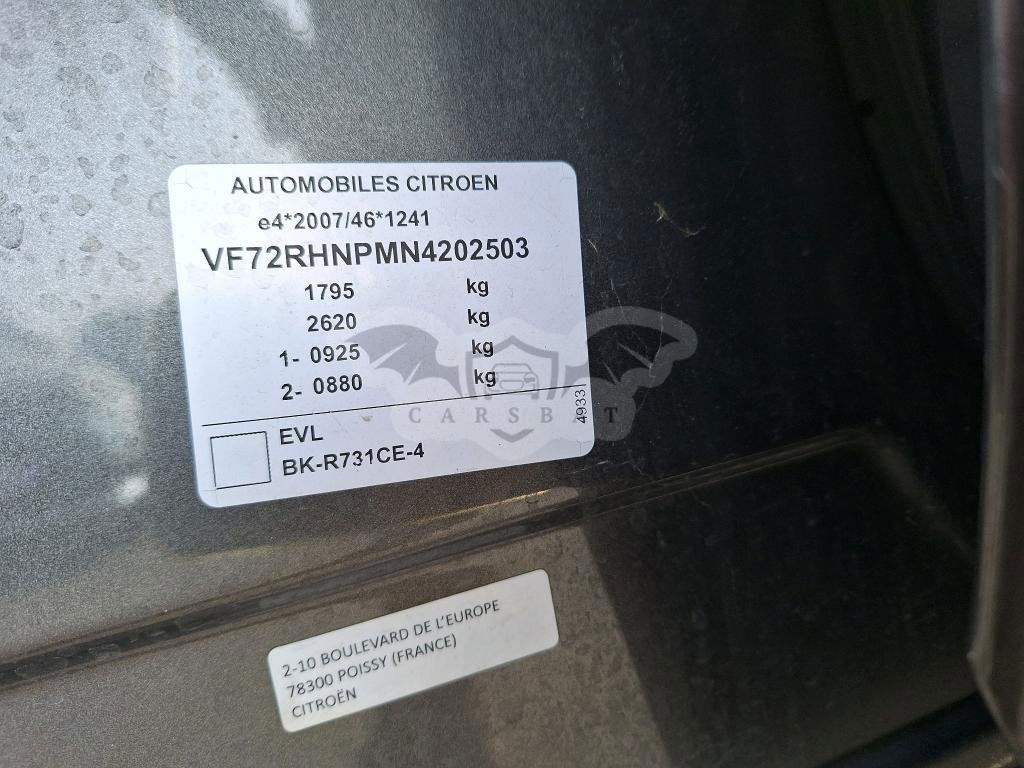 AUTOMOBILES CITROEN
e4*2007/46*1241
VF72RHNPMN4202503
1795 kg
2620 kg
1- 0925 kg
2- 0880 kg
4933
EVL
BK-R731CE-4
CARSBAT
2-10 BOULEVARD DE L'EUROPE
78300 POISSY (FRANCE)
CITROËN